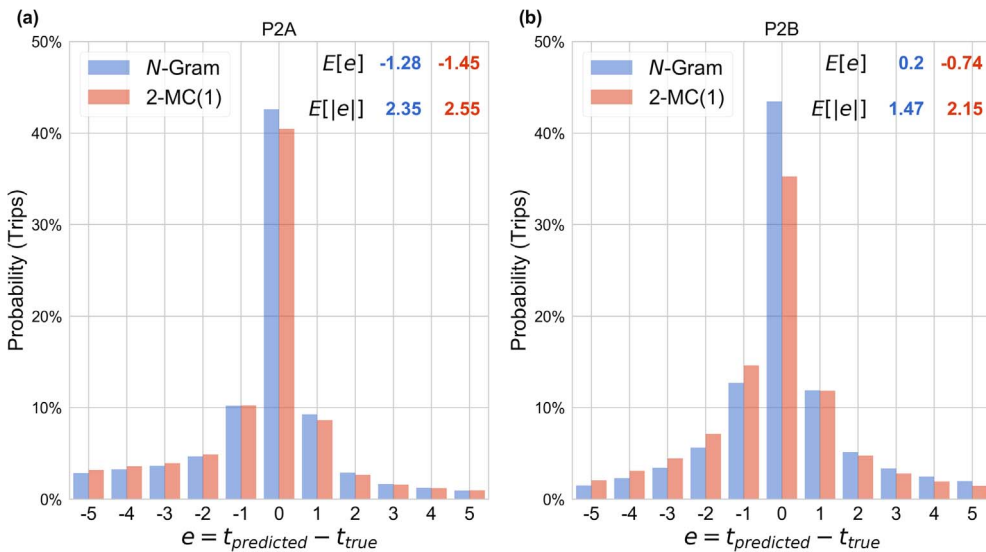 (a)
P2A
Probability (Trips)
50%
40%
30%
20%
10%
0%
N-Gram
2-MC(1)
E[e] -1.28 -1.45
E[|e|] 2.35 2.55
-5 -4 -3 -2 -1 0 1 2 3 4 5
e = t_predicted − t_true
(b)
P2B
Probability (Trips)
50%
40%
30%
20%
10%
0%
N-Gram
2-MC(1)
E[e] 0.2 -0.74
E[|e|] 1.47 2.15
-5 -4 -3 -2 -1 0 1 2 3 4 5
e = t_predicted − t_true